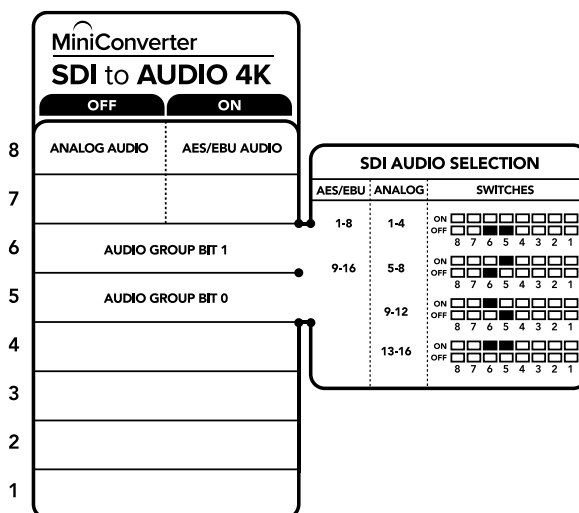 MiniConverter
SDI to AUDIO 4K
OFF ON
8 ANALOG AUDIO AES/EBU AUDIO
7
6 AUDIO GROUP BIT 1
5 AUDIO GROUP BIT 0
4
3
2
1
SDI AUDIO SELECTION
AES/EBU ANALOG SWITCHES
1-8 1-4 ON
OFF
8 7 6 5 4 3 2 1
9-16 5-8 ON
OFF
8 7 6 5 4 3 2 1
9-12 ON
OFF
8 7 6 5 4 3 2 1
13-16 ON
OFF
8 7 6 5 4 3 2 1